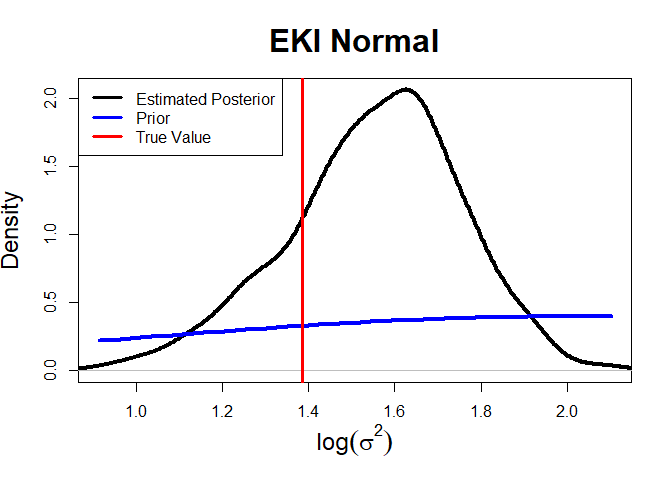 EKI Normal
Estimated Posterior
Prior
True Value
Density
0.0
0.5
1.0
1.5
2.0
1.0 1.2 1.4 1.6 1.8 2.0
log(σ²)